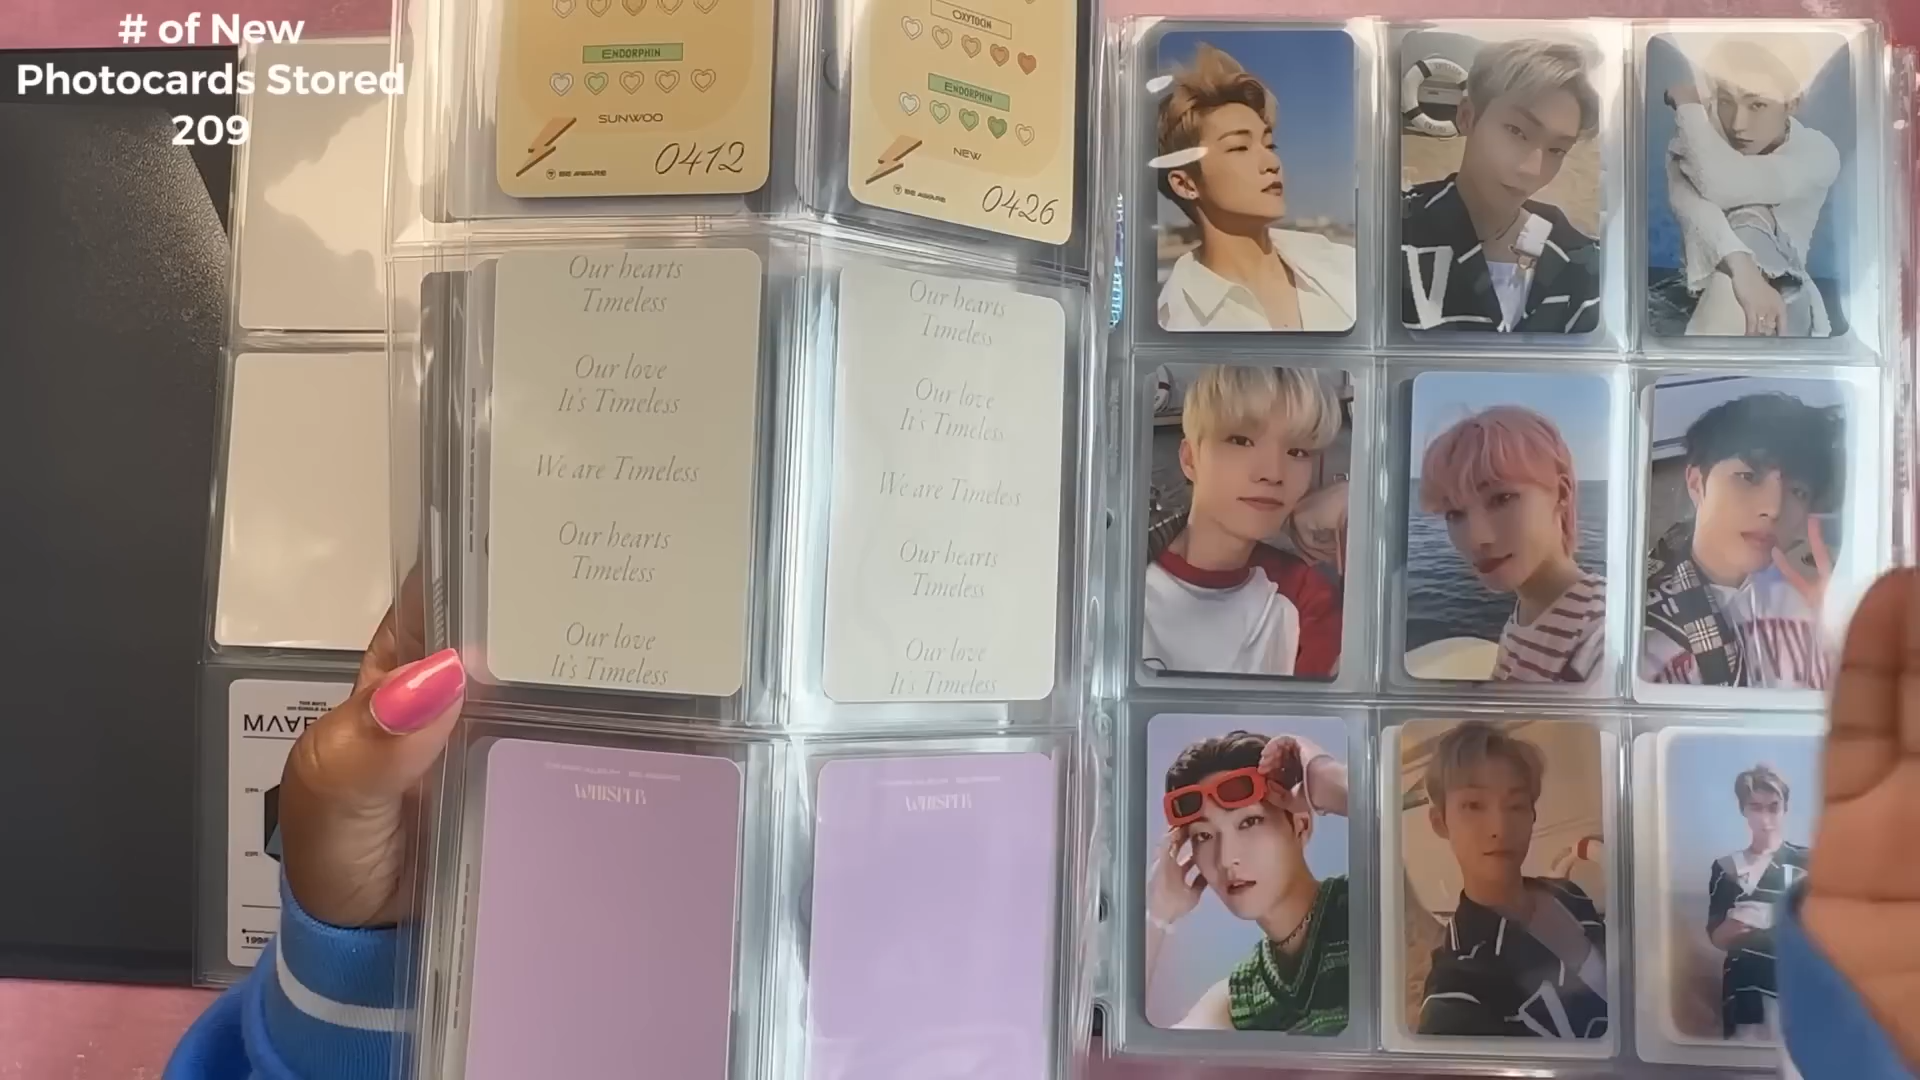 # of New
Photocards Stored
209
ENDORPHIN
SUNWOO
BE AWARE
0412
OXYTOCIN
ENDORPHIN
NEW
BE AWARE
0426
Our hearts
Timeless
Our love
It's Timeless
We are Timeless
Our hearts
Timeless
Our love
It's Timeless
Our hearts
Timeless
Our love
It's Timeless
We are Timeless
Our hearts
Timeless
Our love
It's Timeless
WHISPER
WHISPER